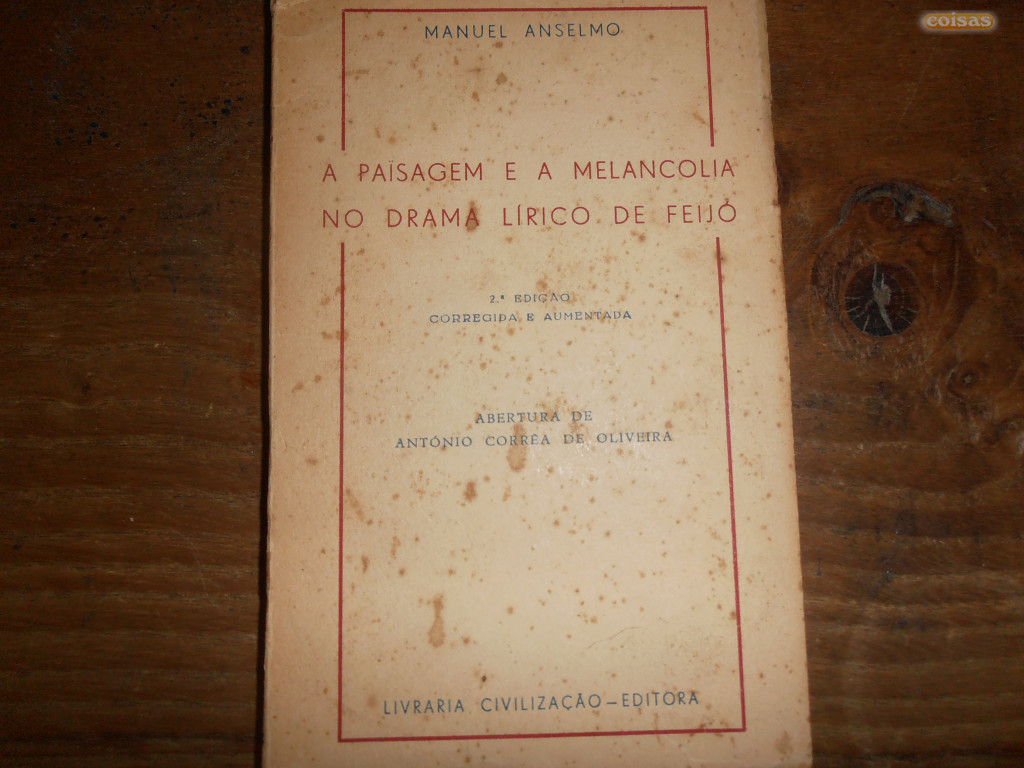 coisas
MANUEL ANSELMO
A PAÏSAGEM E A MELANCOLIA
NO DRAMA LÍRICO DE FEIJÓ
2.ª EDIÇÃO
CORREGIDA E AUMENTADA
ABERTURA DE
ANTÓNIO CORRÊA DE OLIVEIRA
LIVRARIA CIVILIZAÇÃO — EDITORA